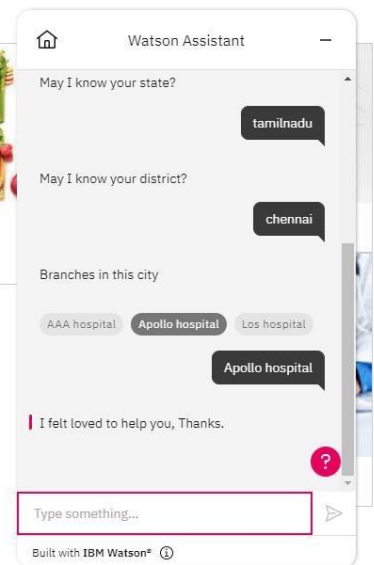 Watson Assistant
May I know your state?
tamilnadu
May I know your district?
chennai
Branches in this city
AAA hospital Apollo hospital Los hospital
Apollo hospital
I felt loved to help you, Thanks.
?
Type something...
Built with IBM Watson®